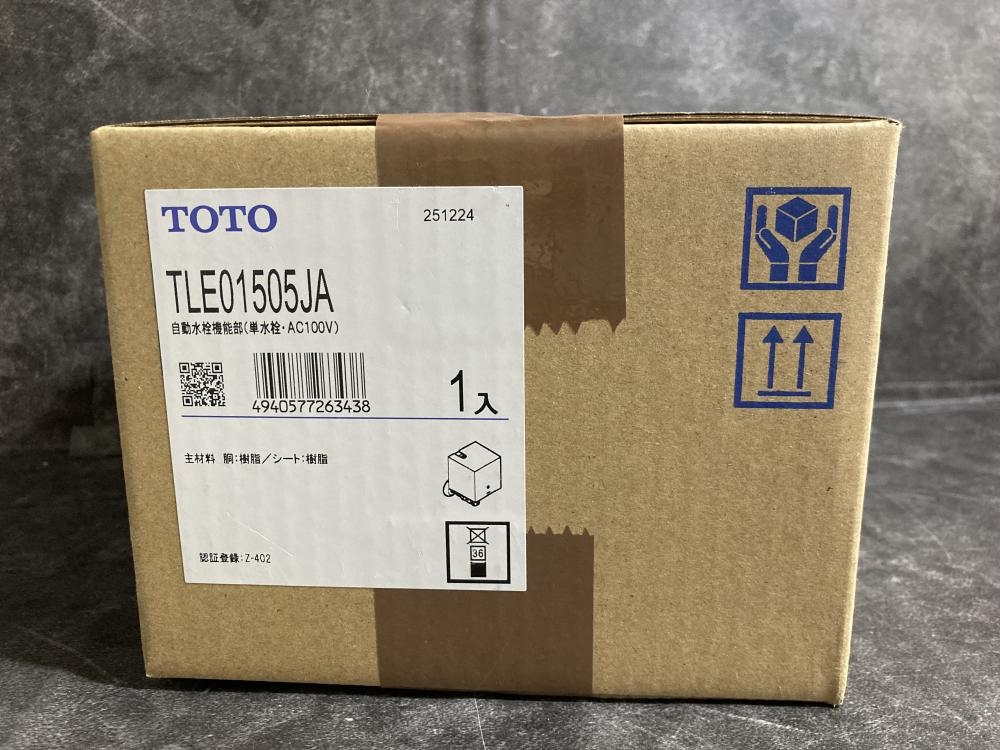 TOTO
251224
TLE01505JA
自動水栓機能部(単水栓・AC100V)
4940577263438
1入
主材料 胴:樹脂/シート:樹脂
36
認証登録:Z-402